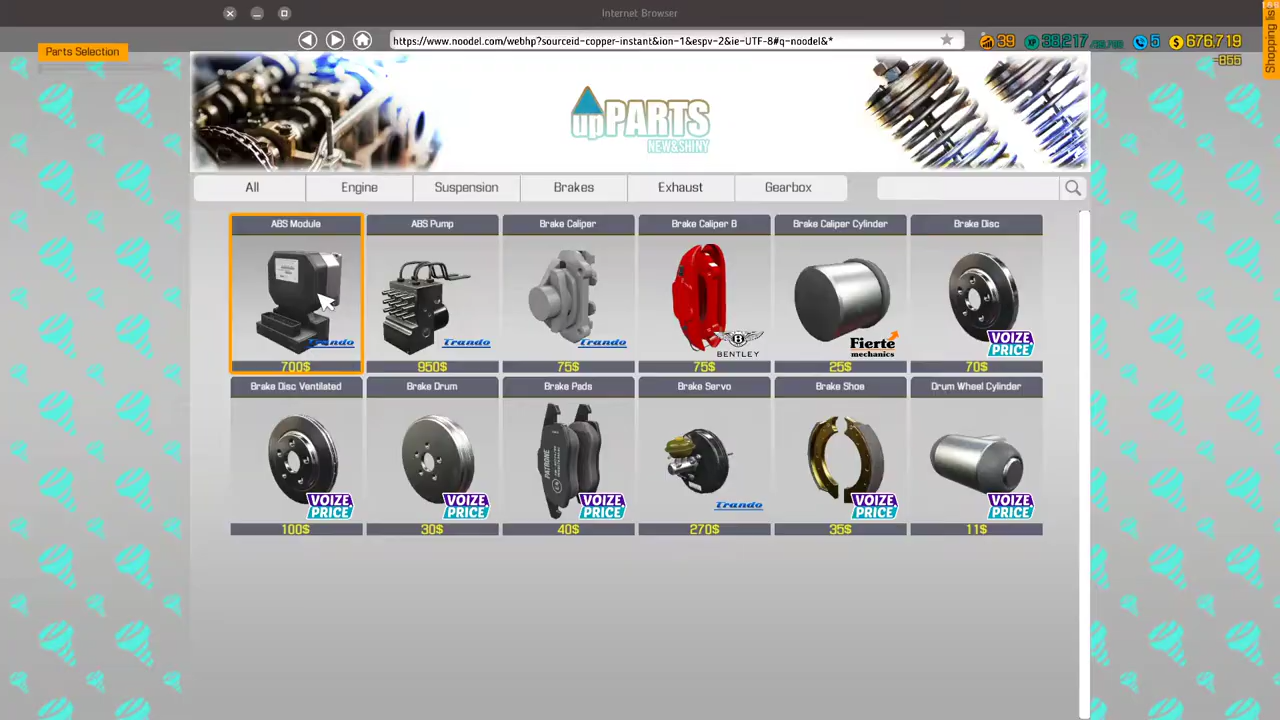 Internet Browser
Parts Selection
https://www.noodel.com/webhp?sourceid-copper-instant&ion-1&espv-2&ie-UTF-8#q-noodel&*
39
38,217
5
$ 676,719
-855
Shopping list
upPARTS
NEW&SHINY
All
Engine
Suspension
Brakes
Exhaust
Gearbox
ABS Module
ABS Pump
Brake Caliper
Brake Caliper B
Brake Caliper Cylinder
Brake Disc
Trando
Trando
Trando
BENTLEY
Fierte
mechanics
VOIZE
PRICE
700$
950$
75$
75$
25$
70$
Brake Disc Ventilated
Brake Drum
Brake Pads
Brake Servo
Brake Shoe
Drum Wheel Cylinder
VOIZE
PRICE
VOIZE
PRICE
VOIZE
PRICE
Trando
VOIZE
PRICE
VOIZE
PRICE
100$
30$
40$
270$
35$
11$